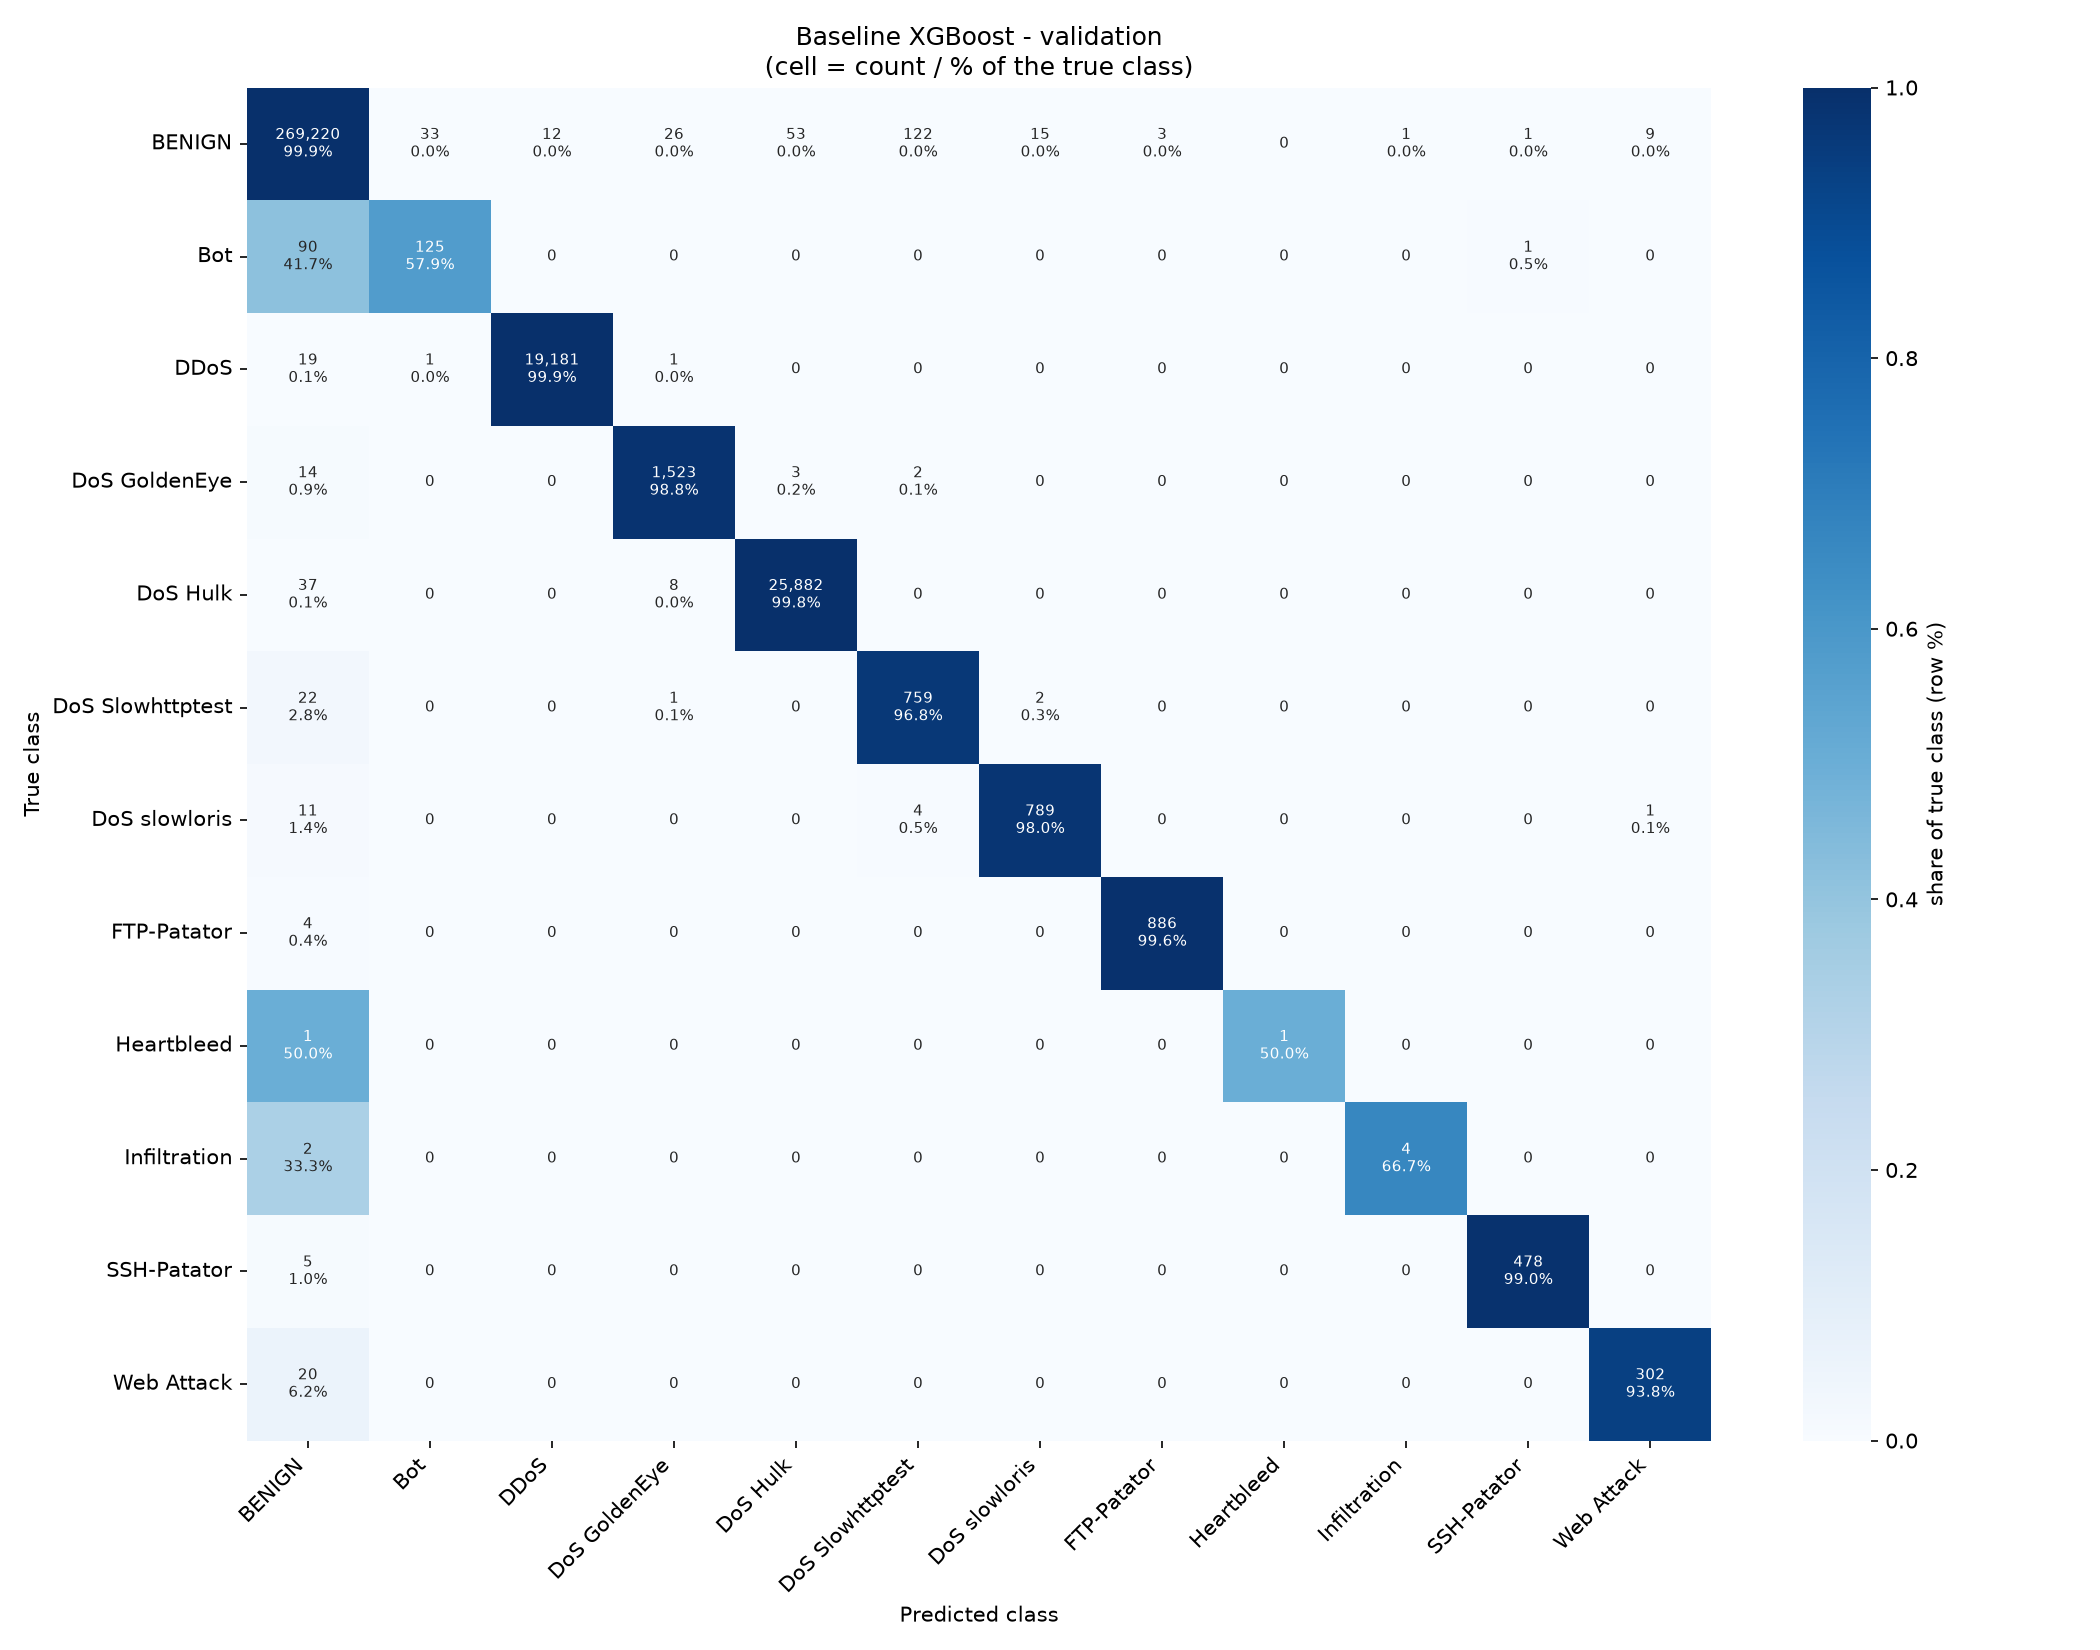 Baseline XGBoost - validation
(cell = count / % of the true class)
BENIGN
269,220 33 12 26 53 122 15 3 0 1 1 9
99.9% 0.0% 0.0% 0.0% 0.0% 0.0% 0.0% 0.0% 0.0% 0.0% 0.0%
Bot
90 125 0 0 0 0 0 0 0 0 1 0
41.7% 57.9% 0.5%
DDoS
19 1 19,181 1 0 0 0 0 0 0 0 0
0.1% 0.0% 99.9% 0.0%
DoS GoldenEye
14 0 0 1,523 3 2 0 0 0 0 0 0
0.9% 98.8% 0.2% 0.1%
DoS Hulk
37 0 0 8 25,882 0 0 0 0 0 0 0
0.1% 0.0% 99.8%
DoS Slowhttptest
22 0 0 1 0 759 2 0 0 0 0 0
2.8% 0.1% 96.8% 0.3%
DoS slowloris
11 0 0 0 0 4 789 0 0 0 0 1
1.4% 0.5% 98.0% 0.1%
FTP-Patator
4 0 0 0 0 0 0 886 0 0 0 0
0.4% 99.6%
Heartbleed
1 0 0 0 0 0 0 0 1 0 0 0
50.0% 50.0%
Infiltration
2 0 0 0 0 0 0 0 0 4 0 0
33.3% 66.7%
SSH-Patator
5 0 0 0 0 0 0 0 0 0 478 0
1.0% 99.0%
Web Attack
20 0 0 0 0 0 0 0 0 0 0 302
6.2% 93.8%
True class
BENIGN
Bot
DDoS
DoS GoldenEye
DoS Hulk
DoS Slowhttptest
DoS slowloris
FTP-Patator
Heartbleed
Infiltration
SSH-Patator
Web Attack
Predicted class
1.0
0.8
0.6
0.4
0.2
0.0
share of true class (row %)